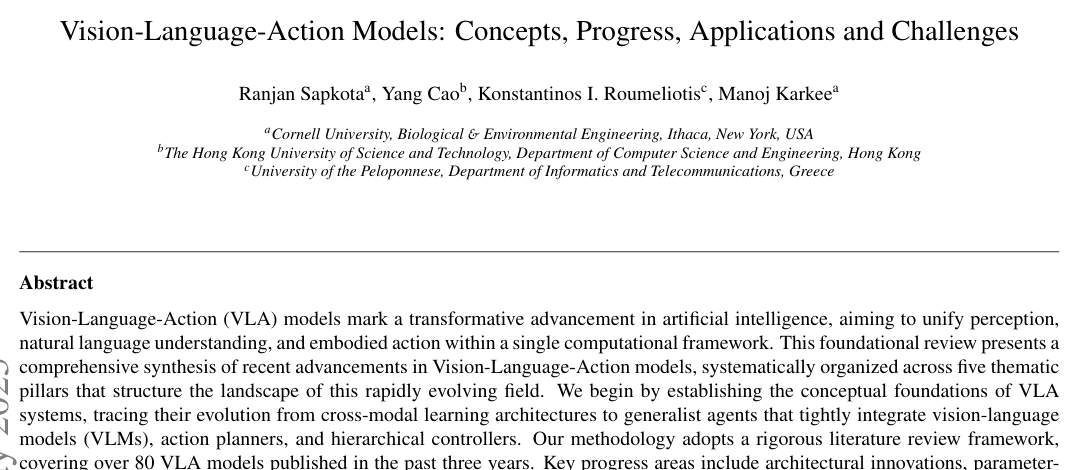 Vision-Language-Action Models: Concepts, Progress, Applications and Challenges
Ranjan Sapkotaa, Yang Caob, Konstantinos I. Roumeliotisc, Manoj Karkeea
aCornell University, Biological & Environmental Engineering, Ithaca, New York, USA
bThe Hong Kong University of Science and Technology, Department of Computer Science and Engineering, Hong Kong
cUniversity of the Peloponnese, Department of Informatics and Telecommunications, Greece
Abstract
Vision-Language-Action (VLA) models mark a transformative advancement in artificial intelligence, aiming to unify perception,
natural language understanding, and embodied action within a single computational framework. This foundational review presents a
comprehensive synthesis of recent advancements in Vision-Language-Action models, systematically organized across five thematic
pillars that structure the landscape of this rapidly evolving field. We begin by establishing the conceptual foundations of VLA
systems, tracing their evolution from cross-modal learning architectures to generalist agents that tightly integrate vision-language
models (VLMs), action planners, and hierarchical controllers. Our methodology adopts a rigorous literature review framework,
covering over 80 VLA models published in the past three years. Key progress areas include architectural innovations, parameter-